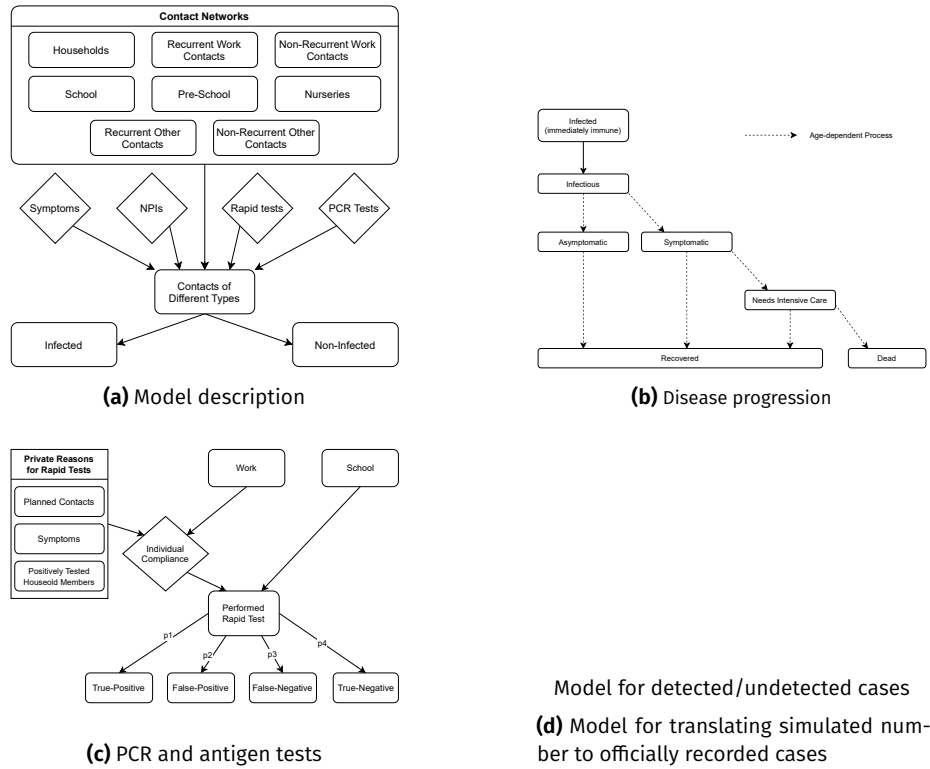 Contact Networks
Households
Recurrent Work
Contacts
Non-Recurrent Work
Contacts
School
Pre-School
Nurseries
Recurrent Other
Contacts
Non-Recurrent Other
Contacts
Symptoms
NPIs
Rapid tests
PCR Tests
Contacts of
Different Types
Infected
Non-Infected
(a) Model description
Infected
(immediately immune)
Age-dependent Process
Infectious
Asymptomatic
Symptomatic
Needs Intensive Care
Recovered
Dead
(b) Disease progression
Private Reasons
for Rapid Tests
Planned Contacts
Symptoms
Positively Tested
Houseold Members
Work
School
Individual
Compliance
Performed
Rapid Test
p1
p2
p3
p4
True-Positive
False-Positive
False-Negative
True-Negative
(c) PCR and antigen tests
Model for detected/undetected cases
(d) Model for translating simulated num-
ber to officially recorded cases